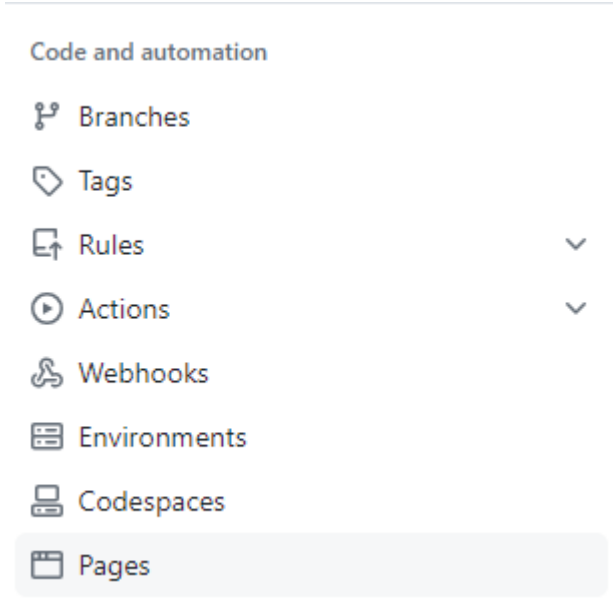 Code and automation
Branches
Tags
Rules
Actions
Webhooks
Environments
Codespaces
Pages